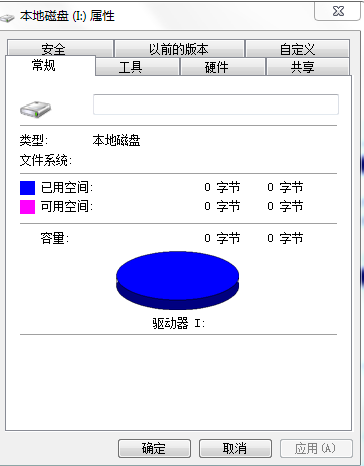 本地磁盘 (I:) 属性
安全 以前的版本 自定义
常规 工具 硬件 共享
类型: 本地磁盘
文件系统:
已用空间: 0 字节 0 字节
可用空间: 0 字节 0 字节
容量: 0 字节 0 字节
驱动器 I:
确定 取消 应用(A)